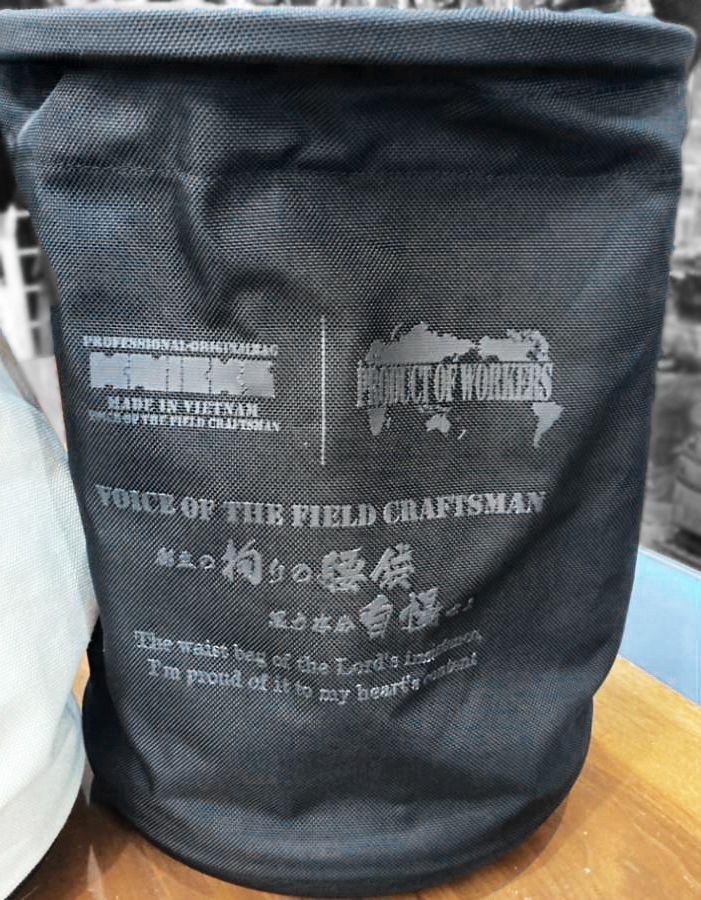 PROFESSIONAL ORIGINAL
MADE IN VIETNAM
VOICE OF THE FIELD CRAFTSMAN
PRODUCT OF WORKERS
VOICE OF THE FIELD CRAFTSMAN
の拘りの腰袋
自慢
The waist bag of the Lord's
I'm proud of it to my heart's content